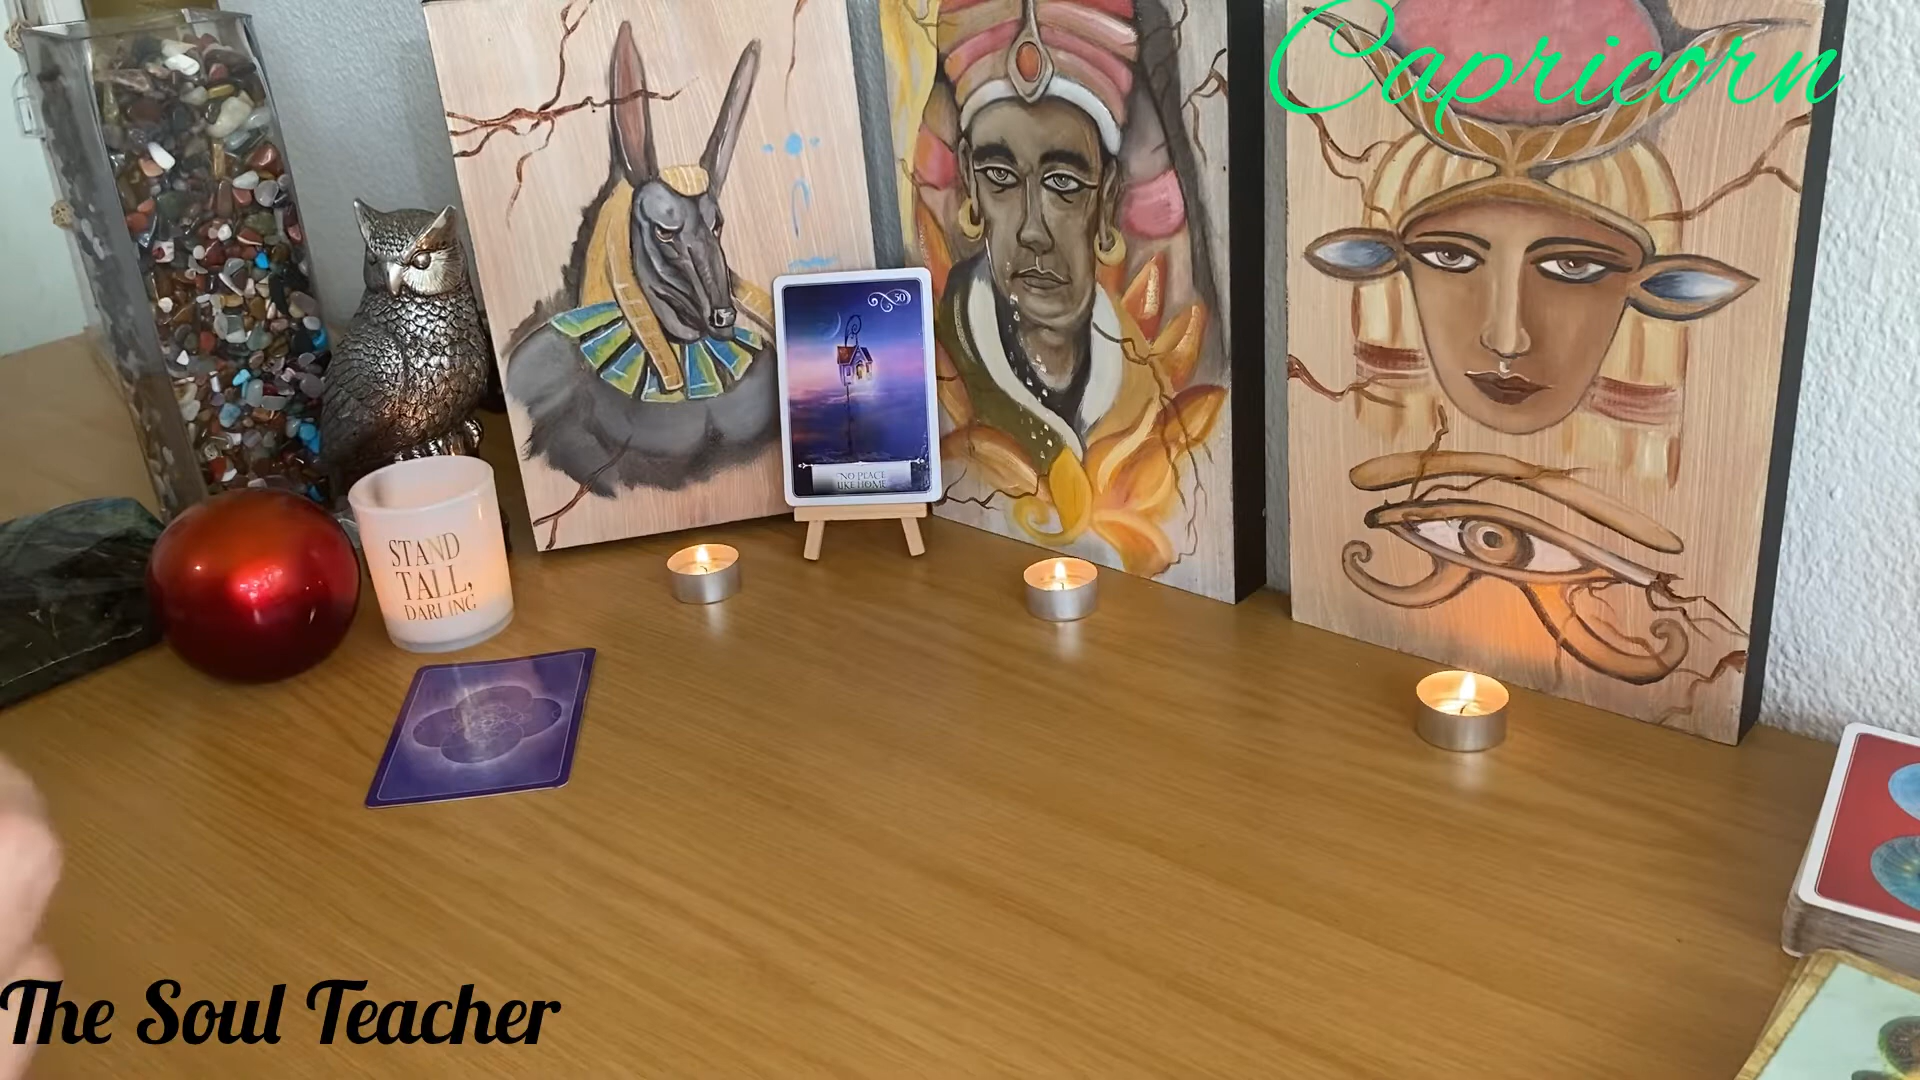 Capricorn
50
NO PLACE
LIKE HOME
STAND
TALL,
DARLING
The Soul Teacher